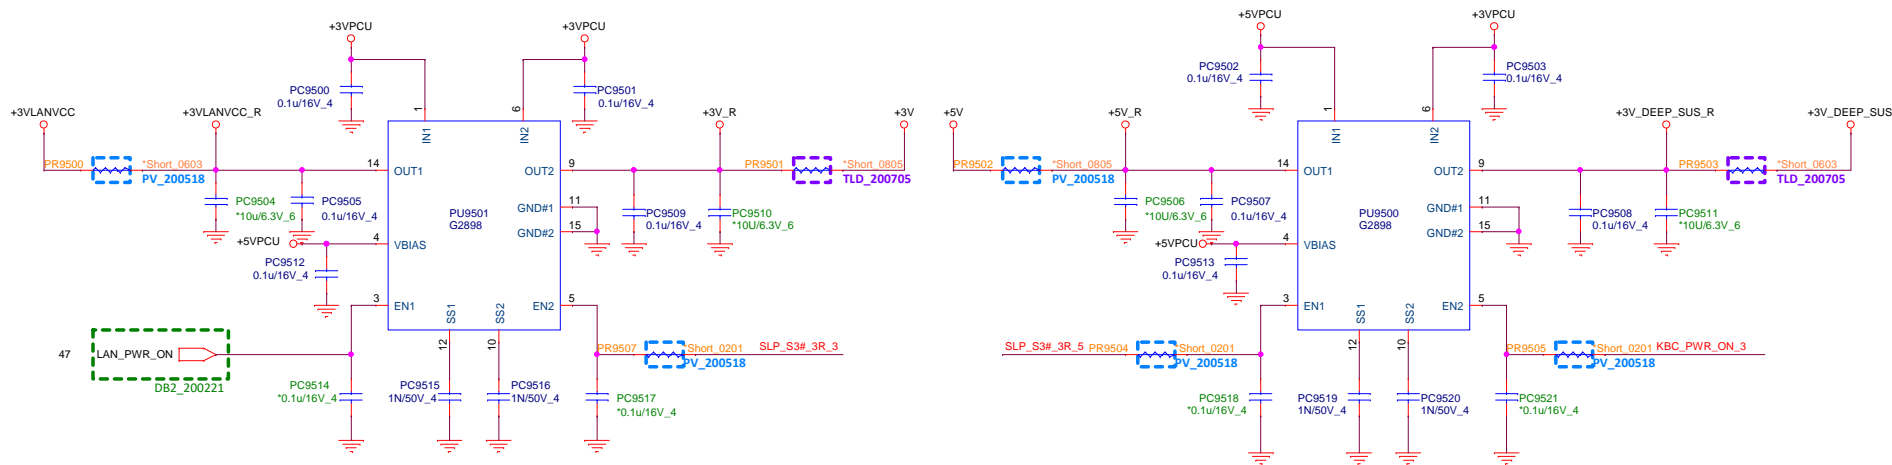 +3VPCU
+3VPCU
PC9500
0.1u/16V_4
PC9501
0.1u/16V_4
+3VLANVCC
+3VLANVCC_R
1
6
+3V_R
+3V
IN1
IN2
PR9500
*Short_0603
PV_200518
14
OUT1
OUT2
9
PR9501
*Short_0805
TLD_200705
PC9504
*10u/6.3V_6
PC9505
0.1u/16V_4
PU9501
G2898
GND#1
11
GND#2
15
PC9509
0.1u/16V_4
PC9510
*10U/6.3V_6
+5VPCU
4
VBIAS
PC9512
0.1u/16V_4
3
EN1
EN2
5
SS1
SS2
12
10
47
LAN_PWR_ON
DB2_200221
PR9507
Short_0201
PV_200518
SLP_S3#_3R_3
PC9514
*0.1u/16V_4
PC9515
1N/50V_4
PC9516
1N/50V_4
PC9517
*0.1u/16V_4
+5VPCU
+3VPCU
PC9502
0.1u/16V_4
PC9503
0.1u/16V_4
+5V
+5V_R
1
6
+3V_DEEP_SUS_R
+3V_DEEP_SUS
IN1
IN2
PR9502
*Short_0805
PV_200518
14
OUT1
OUT2
9
PR9503
*Short_0603
TLD_200705
PC9506
*10U/6.3V_6
PC9507
0.1u/16V_4
PU9500
G2898
GND#1
11
GND#2
15
PC9508
0.1u/16V_4
PC9511
*10U/6.3V_6
+5VPCU
4
VBIAS
PC9513
0.1u/16V_4
3
EN1
EN2
5
SS1
SS2
12
10
SLP_S3#_3R_5
PR9504
Short_0201
PV_200518
PR9505
Short_0201
PV_200518
KBC_PWR_ON_3
PC9518
*0.1u/16V_4
PC9519
1N/50V_4
PC9520
1N/50V_4
PC9521
*0.1u/16V_4